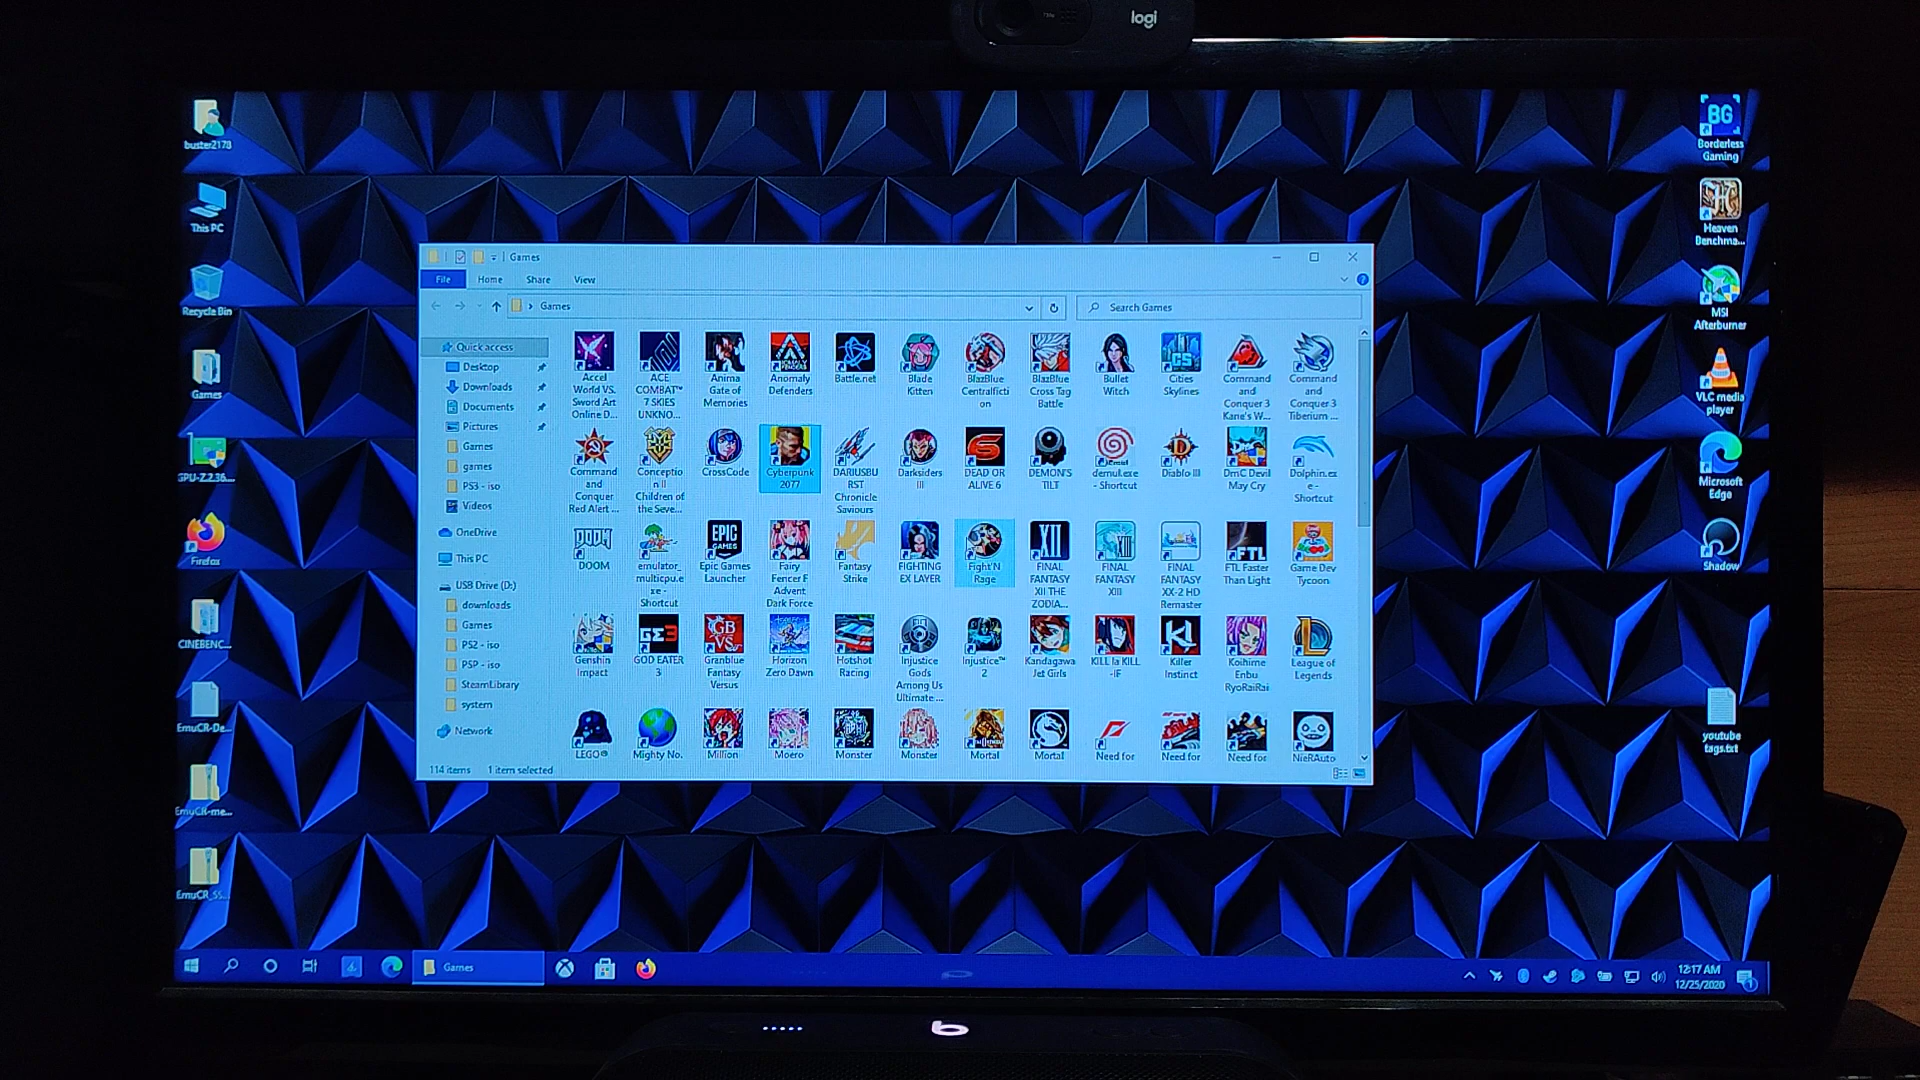 logi
buster2178
This PC
Recycle Bin
Games
GPU-Z.2.36....
Firefox
CINEBENC...
EmuCR-De...
EmuCR-me...
EmuCR_SS...
Games
File
Home
Share
View
Games
Search Games
Quick access
Desktop
Downloads
Documents
Pictures
Games
games
PS3 - iso
Videos
OneDrive
This PC
USB Drive (D:)
downloads
Games
PS2 - iso
PSP - iso
SteamLibrary
system
Network
Accel
World VS.
Sword Art
Online D...
ACE
COMBAT™
7 SKIES
UNKNO...
Anima
Gate of
Memories
Anomaly
Defenders
Battle.net
Blade
Kitten
BlazBlue
Centralficti
on
BlazBlue
Cross Tag
Battle
Bullet
Witch
CS
Cities
Skylines
Command
and
Conquer 3
Kane's W...
Command
and
Conquer 3
Tiberium ...
Command
and
Conquer
Red Alert ...
Conceptio
n II
Children of
the Seve...
CrossCode
Cyberpunk
2077
DARIUSBU
RST
Chronicle
Saviours
Darksiders
III
DEAD OR
ALIVE 6
DEMON'S
TILT
demul.exe
- Shortcut
Diablo III
DmC Devil
May Cry
Dolphin.ex
e -
Shortcut
DOOM
DOOM
emulator_
multicpu.e
xe -
Shortcut
EPIC
GAMES
Epic Games
Launcher
Fairy
Fencer F
Advent
Dark Force
Fantasy
Strike
FIGHTING
EX LAYER
Fight'N
Rage
XII
FINAL
FANTASY
XII THE
ZODIA...
XIII
FINAL
FANTASY
XIII
FINAL
FANTASY
XX-2 HD
Remaster
FTL
FTL Faster
Than Light
Game Dev
Tycoon
Genshin
Impact
GE3
GOD EATER
3
GB
VS
Granblue
Fantasy
Versus
Horizon
Zero Dawn
Hotshot
Racing
Injustice
Gods
Among Us
Ultimate ...
Injustice™
2
Kandagawa
Jet Girls
KILL la KILL
-IF
KI
Killer
Instinct
Koihime
Enbu
RyoRaiRai
League of
Legends
LEGO®
Mighty No.
Million
Moero
Monster
Monster
Mortal
Mortal
Need for
Need for
Need for
NieRAuto
114 items
1 item selected
BG
Borderless
Gaming
Heaven
Benchma...
MSI
Afterburner
VLC media
player
Microsoft
Edge
Shadow
youtube
tags.txt
Games
12:17 AM
12/25/2020
1
b